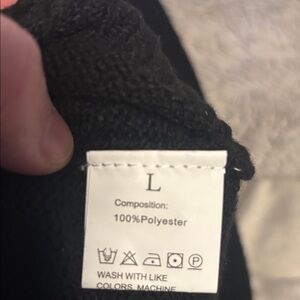 L
Composition:
100%Polyester
P
WASH WITH LIKE
COLORS, MACHINE